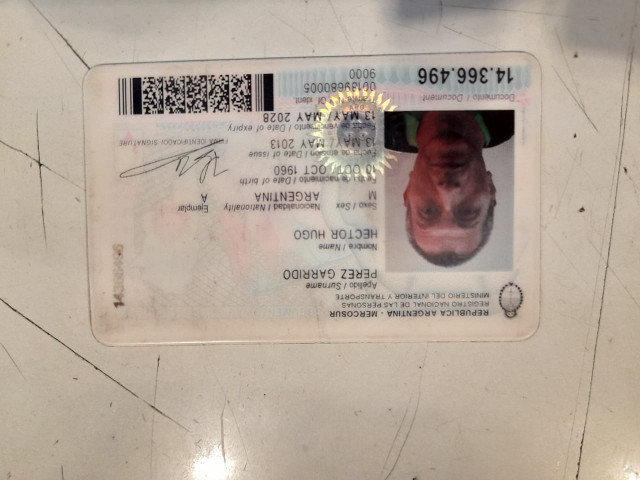 REPUBLICA ARGENTINA - MERCOSUR
REGISTRO NACIONAL DE LAS PERSONAS
MINISTERIO DEL INTERIOR Y TRANSPORTE
Apellido / Surname
PEREZ GARRIDO
Nombre / Name
HECTOR HUGO
Sexo / Sex
Nacionalidad / Nationality
Ejemplar
M
ARGENTINA
A
Fecha de nacimiento / Date of birth
10 OCT/ OCT 1960
Fecha de emisión / Date of issue
13 MAY/ MAY 2013
FIRMA IDENTIFICADO / SIGNATURE
Fecha de vencimiento / Date of expiry
13 MAY/ MAY 2028
Of. ident.
00139680005
9000
Documento / Document
14.366.496
14366496